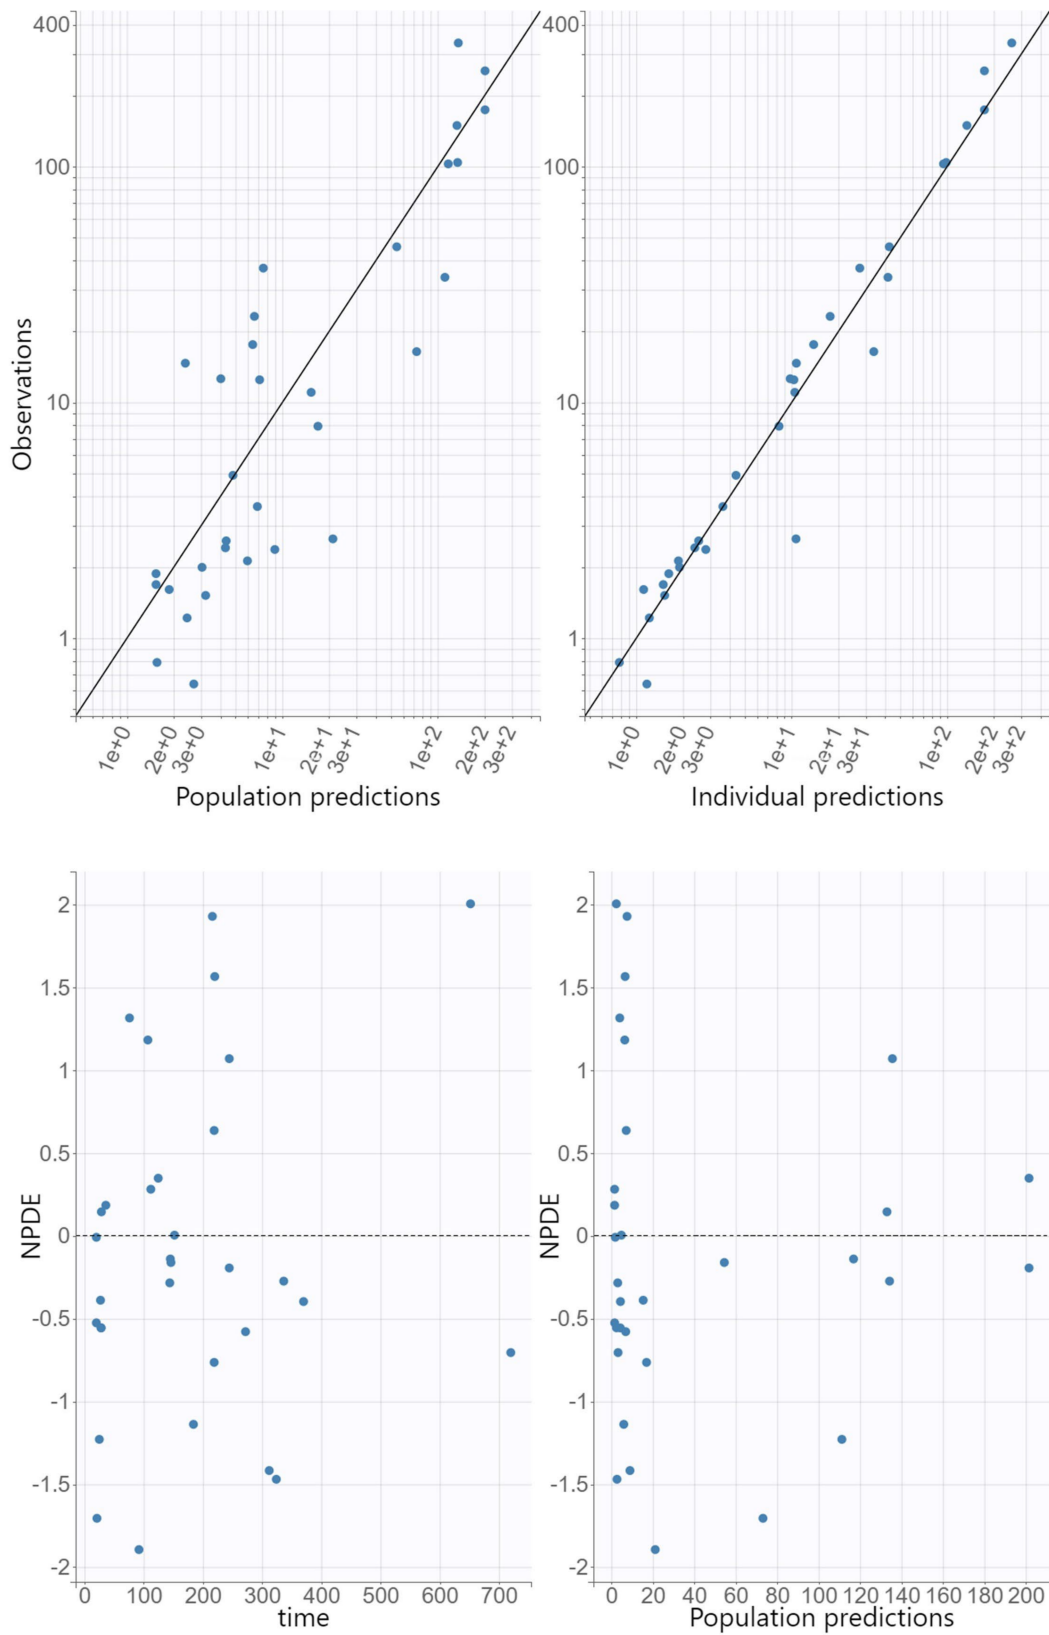 400
100
10
1
Observations
1e+0
2e+0
3e+0
1e+1
2e+1
3e+1
1e+2
2e+2
3e+2
Population predictions
400
100
10
1
1e+0
2e+0
3e+0
1e+1
2e+1
3e+1
1e+2
2e+2
3e+2
Individual predictions
2
1.5
1
0.5
0
-0.5
-1
-1.5
-2
NPDE
0 100 200 300 400 500 600 700
time
2
1.5
1
0.5
0
-0.5
-1
-1.5
-2
NPDE
0 20 40 60 80 100 120 140 160 180 200
Population predictions